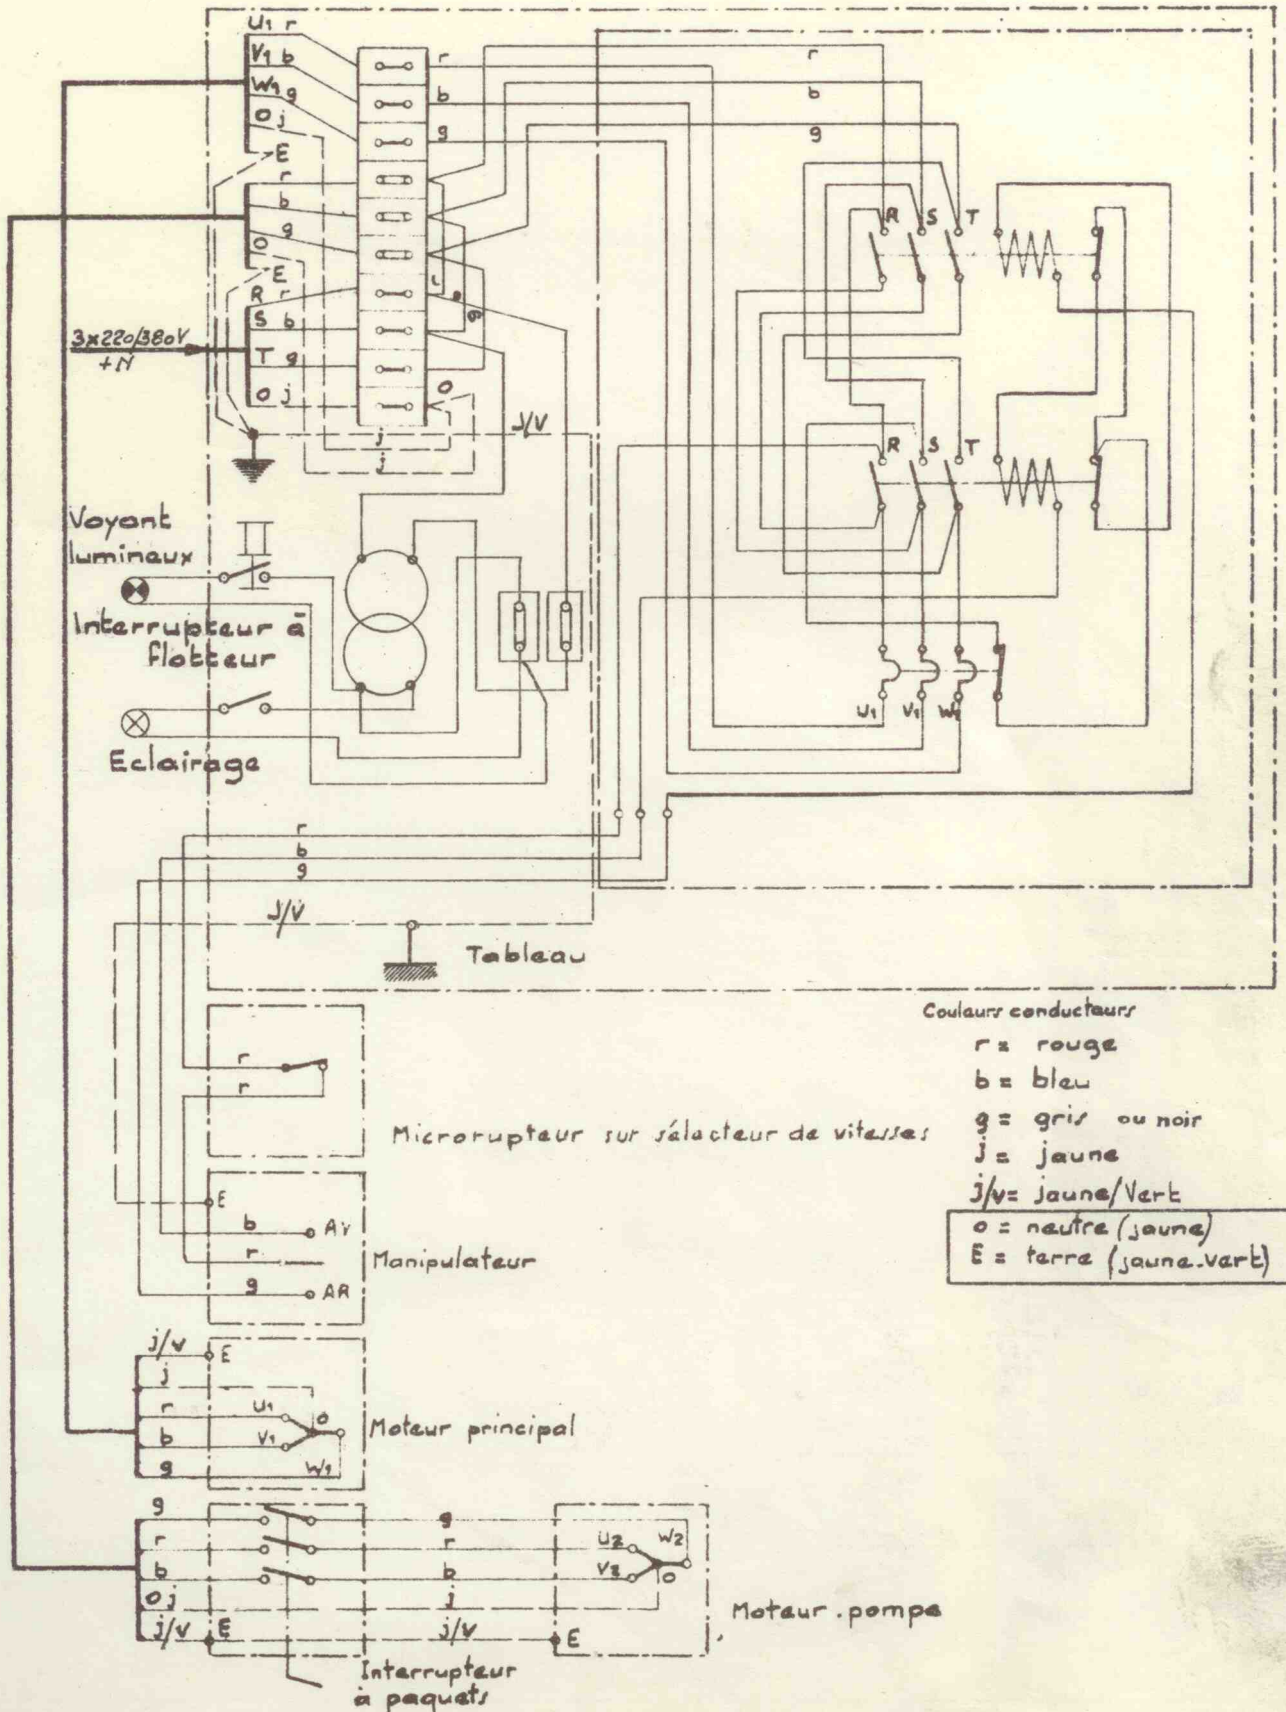 U1 r
V1 b
W1 g
O j
E
r
b
g
O
E
R r
S b
T g
O j
3x220/380V
+N
r
b
g
r
b
g
O
j
j
J/V
r
b
g
R S T
R S T
U1 V1 W1
Voyant
lumineux
Interrupteur à
flotteur
Eclairage
r
b
g
J/V
Tableau
r
r
Microrupteur sur sélecteur de vitesses
E
b AV
r
g AR
Manipulateur
j/v E
j
r U1 O
b V1
g W1
Moteur principal
g g W2
r r U2
b b V2 O
O j j
j/V E j/V E
Moteur.pompe
Interrupteur
à paquets
Couleurs conducteurs
r = rouge
b = bleu
g = gris ou noir
j = jaune
j/v= jaune/Vert
o = neutre (jaune)
E = terre (jaune.vert)